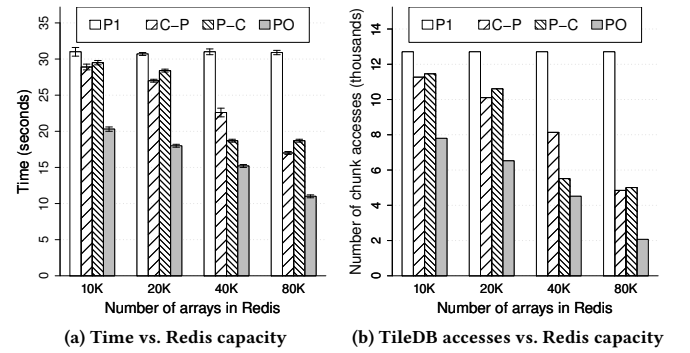 P1 C−P P−C PO
Time (seconds)
35
30
25
20
15
10
5
0
10K 20K 40K 80K
Number of arrays in Redis
(a) Time vs. Redis capacity
P1 C−P P−C PO
Number of chunk accesses (thousands)
14
12
10
8
6
4
2
0
10K 20K 40K 80K
Number of arrays in Redis
(b) TileDB accesses vs. Redis capacity